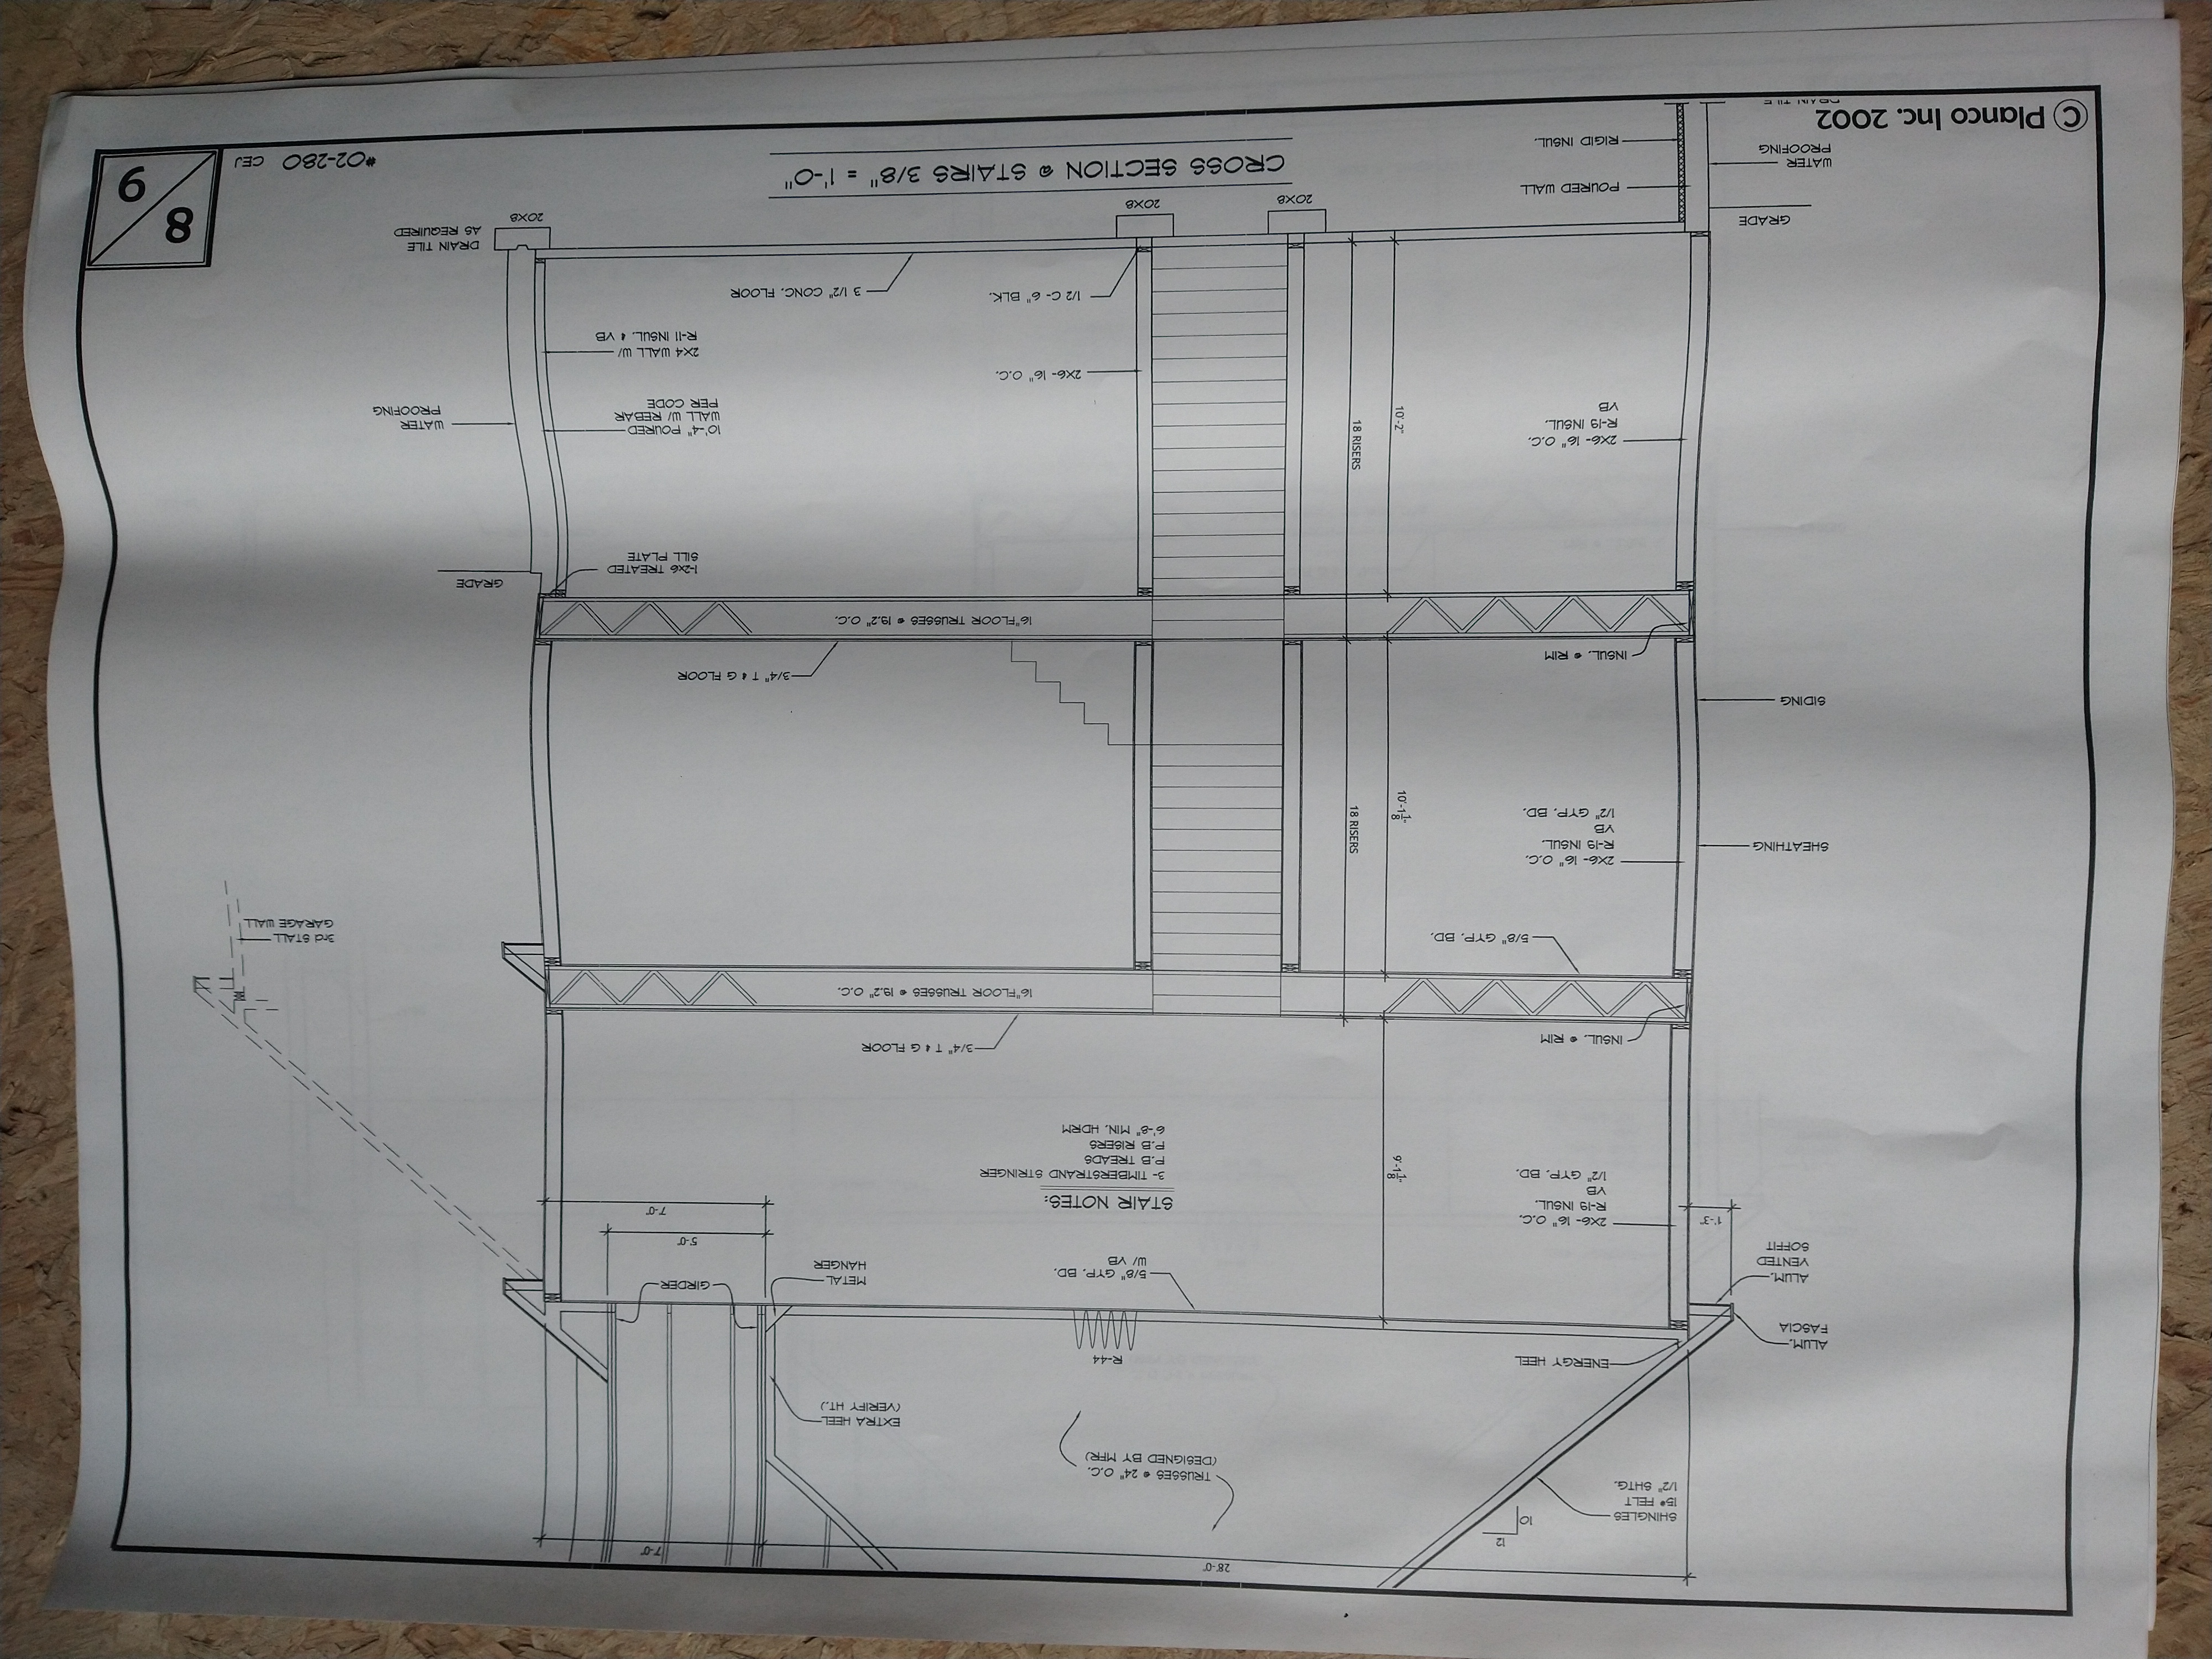 28'-0"
7'-0"
12
10
SHINGLES
15# FELT
1/2" SHTG.
TRUSSES @ 24" O.C.
(DESIGNED BY MFR)
EXTRA HEEL
(VERIFY HT.)
ENERGY HEEL
R-44
ALUM.
FASCIA
ALUM.
VENTED
SOFFIT
1'-3"
5/8" GYP. BD.
W/ VB
METAL
HANGER
GIRDER
5'-0"
7'-0"
2X6- 16" O.C.
R-19 INSUL.
VB
1/2" GYP. BD.
9'-1 1/8"
STAIR NOTES:
3- TIMBERSTRAND STRINGER
P.B TREADS
P.B RISERS
6'-8" MIN. HDRM
INSUL. @ RIM
3/4" T & G FLOOR
16" FLOOR TRUSSES @ 19.2" O.C.
3rd STALL
GARAGE WALL
5/8" GYP. BD.
SHEATHING
2X6- 16" O.C.
R-19 INSUL.
VB
1/2" GYP. BD.
10'-1 1/8"
18 RISERS
SIDING
INSUL. @ RIM
3/4" T & G FLOOR
16" FLOOR TRUSSES @ 19.2" O.C.
GRADE
1-2X6 TREATED
SILL PLATE
2X6- 16" O.C.
R-19 INSUL.
VB
10'-2"
18 RISERS
2X6- 16" O.C.
10'-4" POURED
WALL W/ REBAR
PER CODE
WATER
PROOFING
2X4 WALL W/
R-11 INSUL. & VB
1/2 C- 6" BLK.
3 1/2" CONC. FLOOR
DRAIN TILE
AS REQUIRED
20X8
20X8
20X8
GRADE
POURED WALL
WATER
PROOFING
RIGID INSUL.
DRAIN TILE
CROSS SECTION @ STAIRS 3/8" = 1'-0"
© Planco Inc. 2002
#02-280 CEJ
8
9